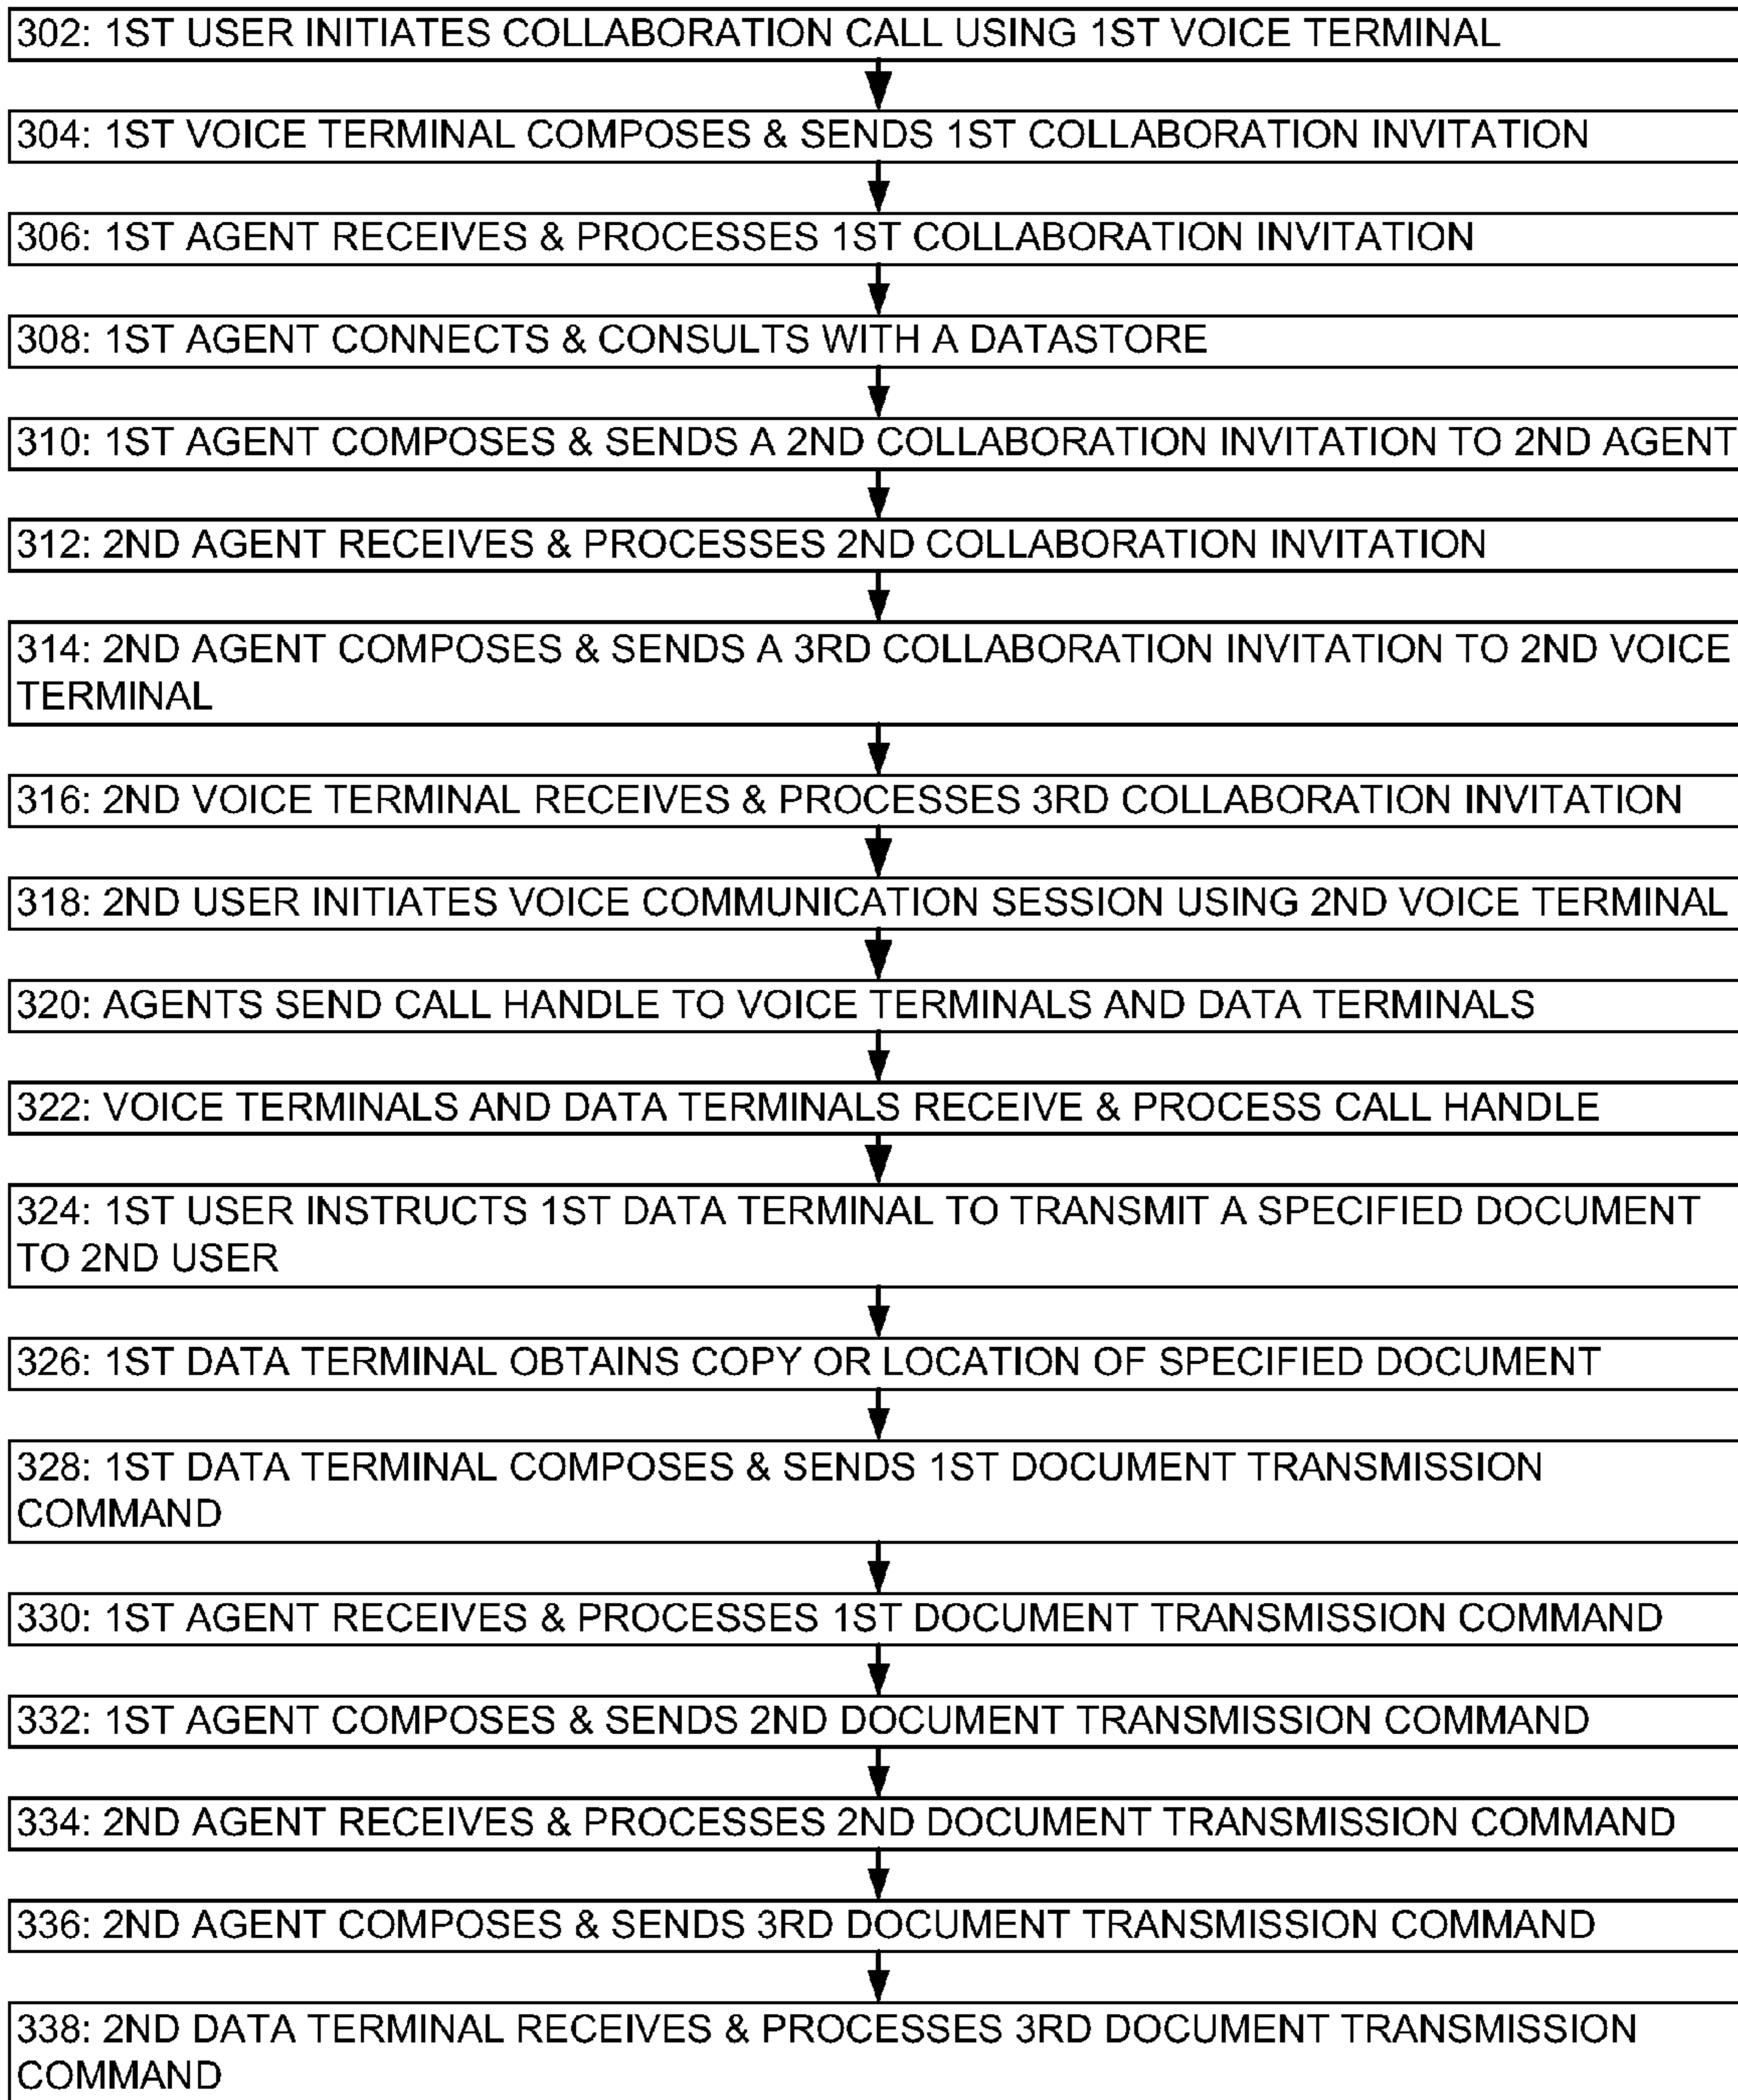 302: 1ST USER INITIATES COLLABORATION CALL USING 1ST VOICE TERMINAL
304: 1ST VOICE TERMINAL COMPOSES & SENDS 1ST COLLABORATION INVITATION
306: 1ST AGENT RECEIVES & PROCESSES 1ST COLLABORATION INVITATION
308: 1ST AGENT CONNECTS & CONSULTS WITH A DATASTORE
310: 1ST AGENT COMPOSES & SENDS A 2ND COLLABORATION INVITATION TO 2ND AGENT
312: 2ND AGENT RECEIVES & PROCESSES 2ND COLLABORATION INVITATION
314: 2ND AGENT COMPOSES & SENDS A 3RD COLLABORATION INVITATION TO 2ND VOICE
TERMINAL
316: 2ND VOICE TERMINAL RECEIVES & PROCESSES 3RD COLLABORATION INVITATION
318: 2ND USER INITIATES VOICE COMMUNICATION SESSION USING 2ND VOICE TERMINAL
320: AGENTS SEND CALL HANDLE TO VOICE TERMINALS AND DATA TERMINALS
322: VOICE TERMINALS AND DATA TERMINALS RECEIVE & PROCESS CALL HANDLE
324: 1ST USER INSTRUCTS 1ST DATA TERMINAL TO TRANSMIT A SPECIFIED DOCUMENT
TO 2ND USER
326: 1ST DATA TERMINAL OBTAINS COPY OR LOCATION OF SPECIFIED DOCUMENT
328: 1ST DATA TERMINAL COMPOSES & SENDS 1ST DOCUMENT TRANSMISSION
COMMAND
330: 1ST AGENT RECEIVES & PROCESSES 1ST DOCUMENT TRANSMISSION COMMAND
332: 1ST AGENT COMPOSES & SENDS 2ND DOCUMENT TRANSMISSION COMMAND
334: 2ND AGENT RECEIVES & PROCESSES 2ND DOCUMENT TRANSMISSION COMMAND
336: 2ND AGENT COMPOSES & SENDS 3RD DOCUMENT TRANSMISSION COMMAND
338: 2ND DATA TERMINAL RECEIVES & PROCESSES 3RD DOCUMENT TRANSMISSION
COMMAND